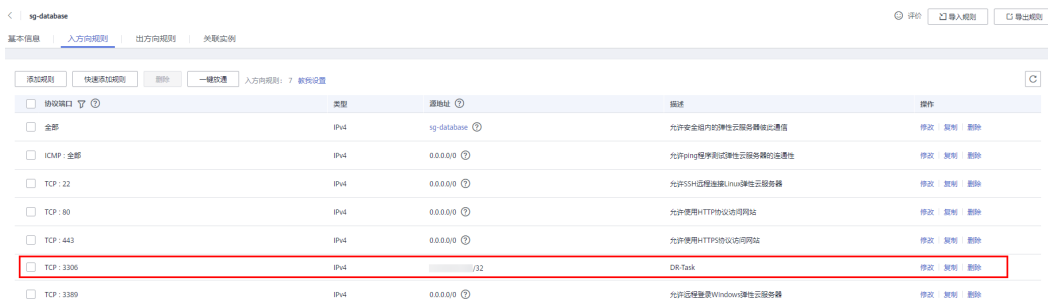 sg-database 评价 导入规则 导出规则
基本信息 入方向规则 出方向规则 关联实例
添加规则 快速添加规则 删除 一键放通 入方向规则: 7 教我设置
协议端口 类型 源地址 描述 操作
全部 IPv4 sg-database 允许安全组内的弹性云服务器彼此通信 修改 复制 删除
ICMP : 全部 IPv4 0.0.0.0/0 允许ping程序测试弹性云服务器的连通性 修改 复制 删除
TCP : 22 IPv4 0.0.0.0/0 允许SSH远程连接Linux弹性云服务器 修改 复制 删除
TCP : 80 IPv4 0.0.0.0/0 允许使用HTTP协议访问网站 修改 复制 删除
TCP : 443 IPv4 0.0.0.0/0 允许使用HTTPS协议访问网站 修改 复制 删除
TCP : 3306 IPv4 /32 DR-Task 修改 复制 删除
TCP : 3389 IPv4 0.0.0.0/0 允许远程登录Windows弹性云服务器 修改 复制 删除